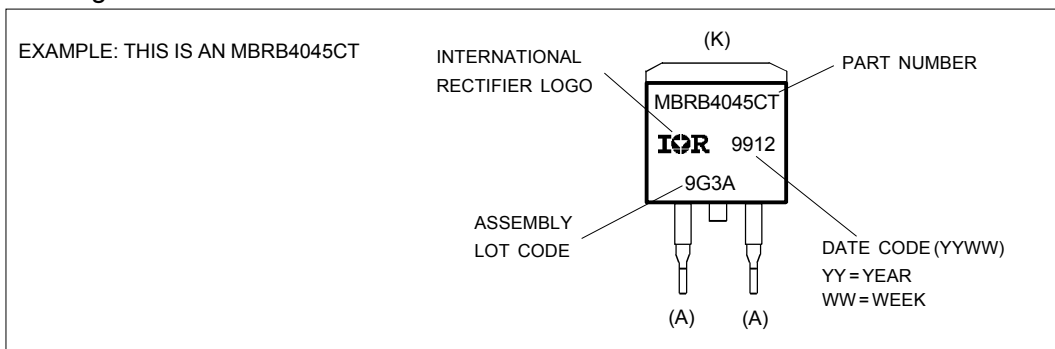 EXAMPLE: THIS IS AN MBRB4045CT
INTERNATIONAL
RECTIFIER LOGO
(K)
PART NUMBER
MBRB4045CT
IOR 9912
9G3A
ASSEMBLY
LOT CODE
DATE CODE (YYWW)
YY = YEAR
WW = WEEK
(A) (A)